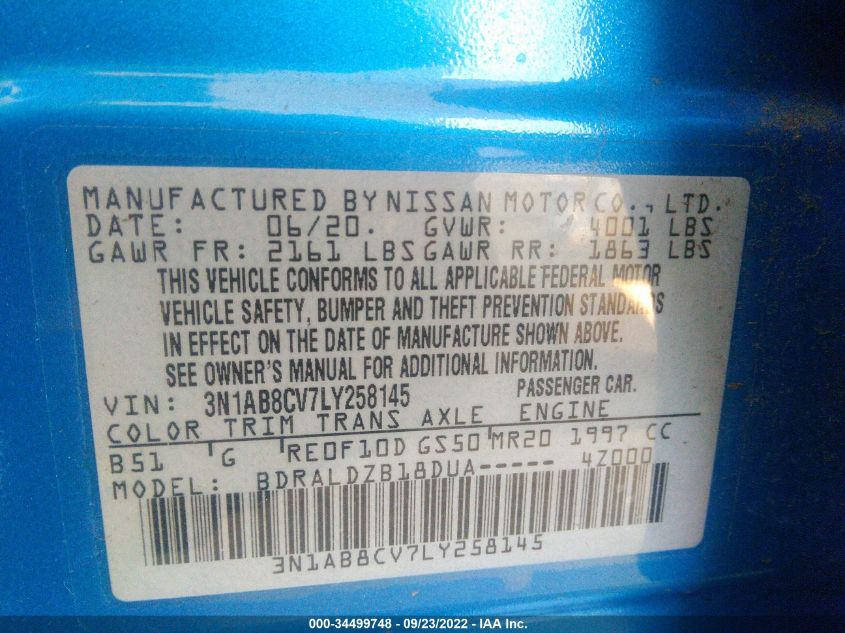 MANUFACTURED BY NISSAN MOTOR CO., LTD.
DATE: 06/20. GVWR: 4001 LBS
GAWR FR: 2161 LBS GAWR RR: 1863 LBS
THIS VEHICLE CONFORMS TO ALL APPLICABLE FEDERAL MOTOR
VEHICLE SAFETY, BUMPER AND THEFT PREVENTION STANDARDS
IN EFFECT ON THE DATE OF MANUFACTURE SHOWN ABOVE.
SEE OWNER'S MANUAL FOR ADDITIONAL INFORMATION.
VIN: 3N1AB8CV7LY258145 PASSENGER CAR.
COLOR TRIM TRANS AXLE ENGINE
B51 G RE0F10D GS50 MR20 1997 CC
MODEL: BDRALDZB18DUA----- 4Z000
3N1AB8CV7LY258145
000-34499748 - 09/23/2022 - IAA Inc.